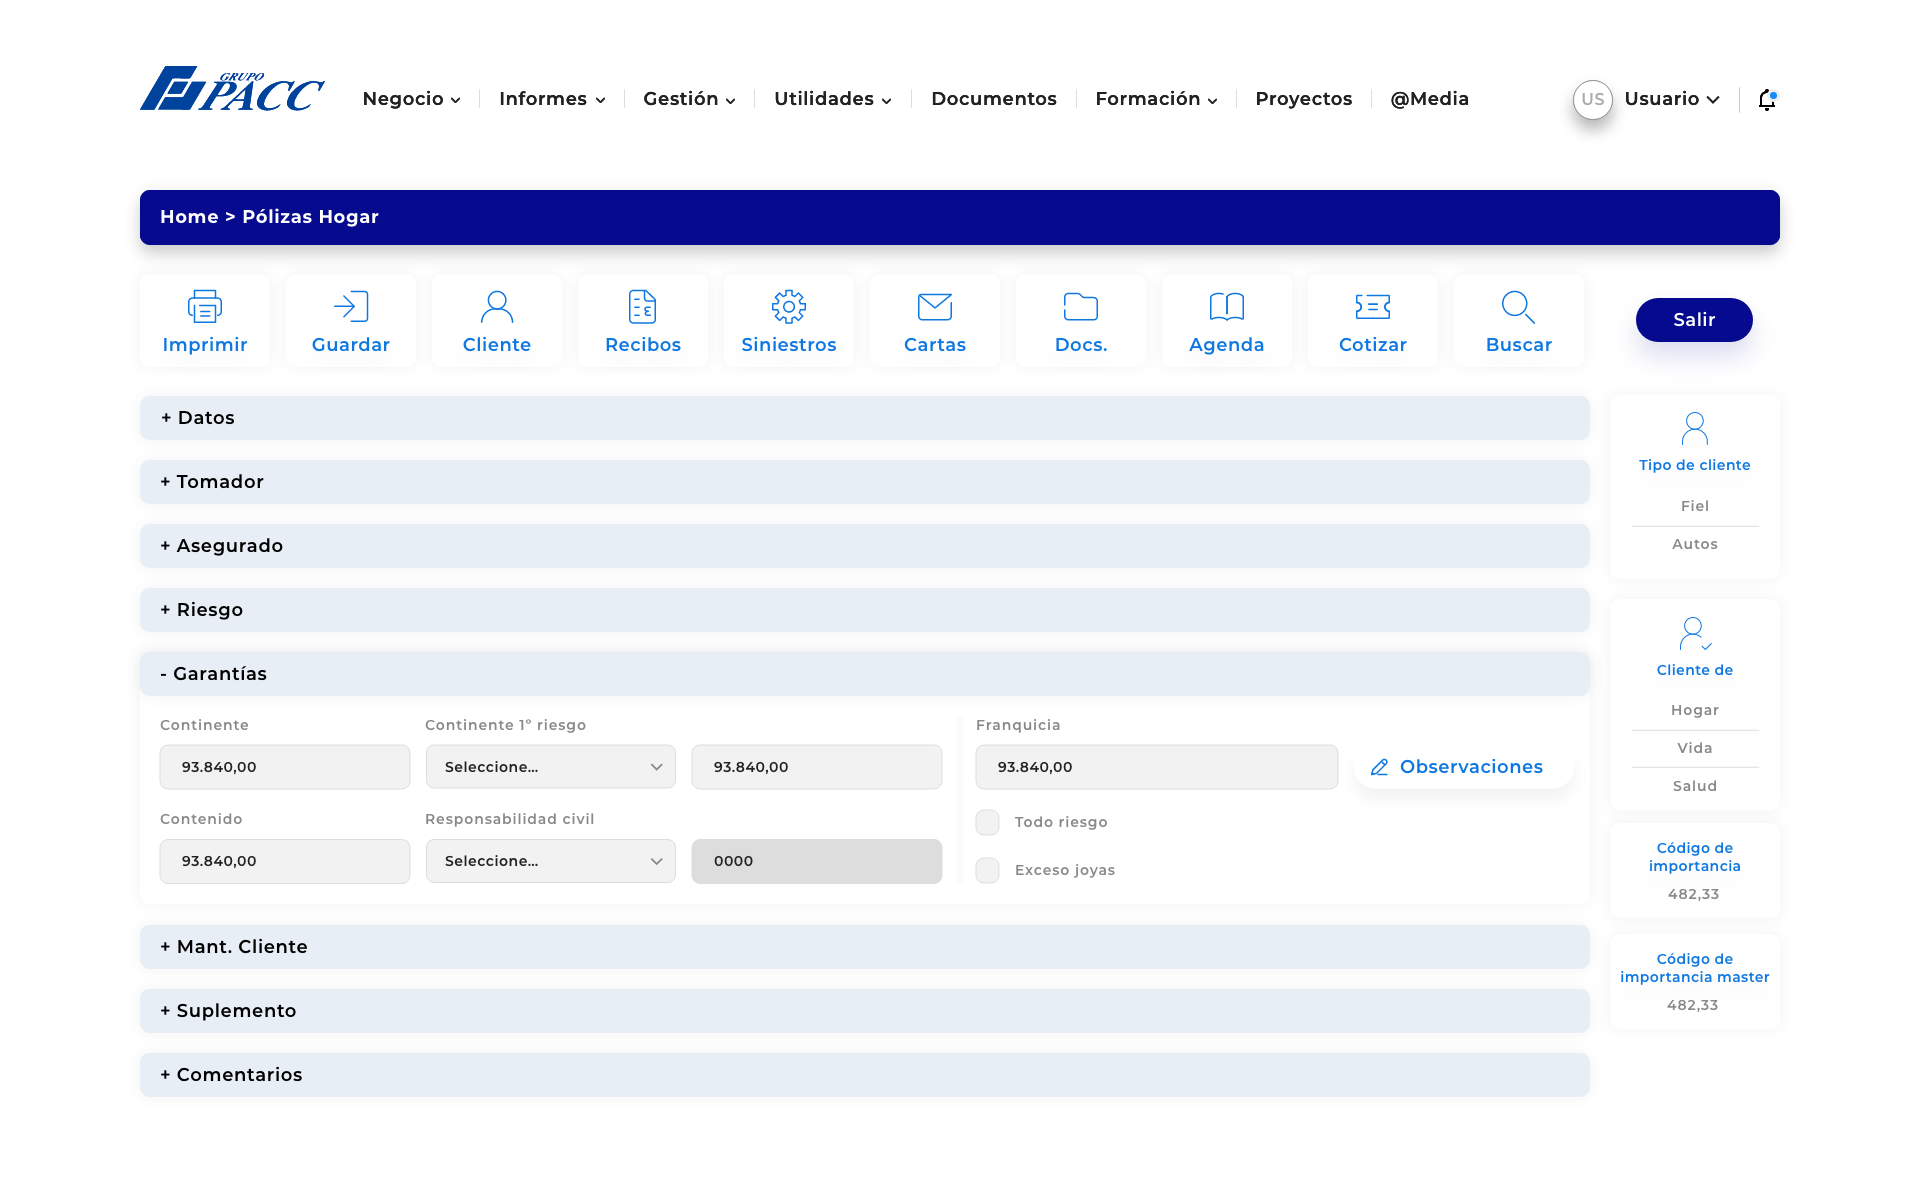 GRUPO
PACC
Negocio
Informes
Gestión
Utilidades
Documentos
Formación
Proyectos
@Media
US
Usuario
Home > Pólizas Hogar
Imprimir
Guardar
Cliente
Recibos
Siniestros
Cartas
Docs.
Agenda
Cotizar
Buscar
Salir
+ Datos
+ Tomador
+ Asegurado
+ Riesgo
- Garantías
Continente
93.840,00
Continente 1º riesgo
Seleccione...
93.840,00
Franquicia
93.840,00
Observaciones
Contenido
93.840,00
Responsabilidad civil
Seleccione...
0000
Todo riesgo
Exceso joyas
+ Mant. Cliente
+ Suplemento
+ Comentarios
Tipo de cliente
Fiel
Autos
Cliente de
Hogar
Vida
Salud
Código de
importancia
482,33
Código de
importancia master
482,33